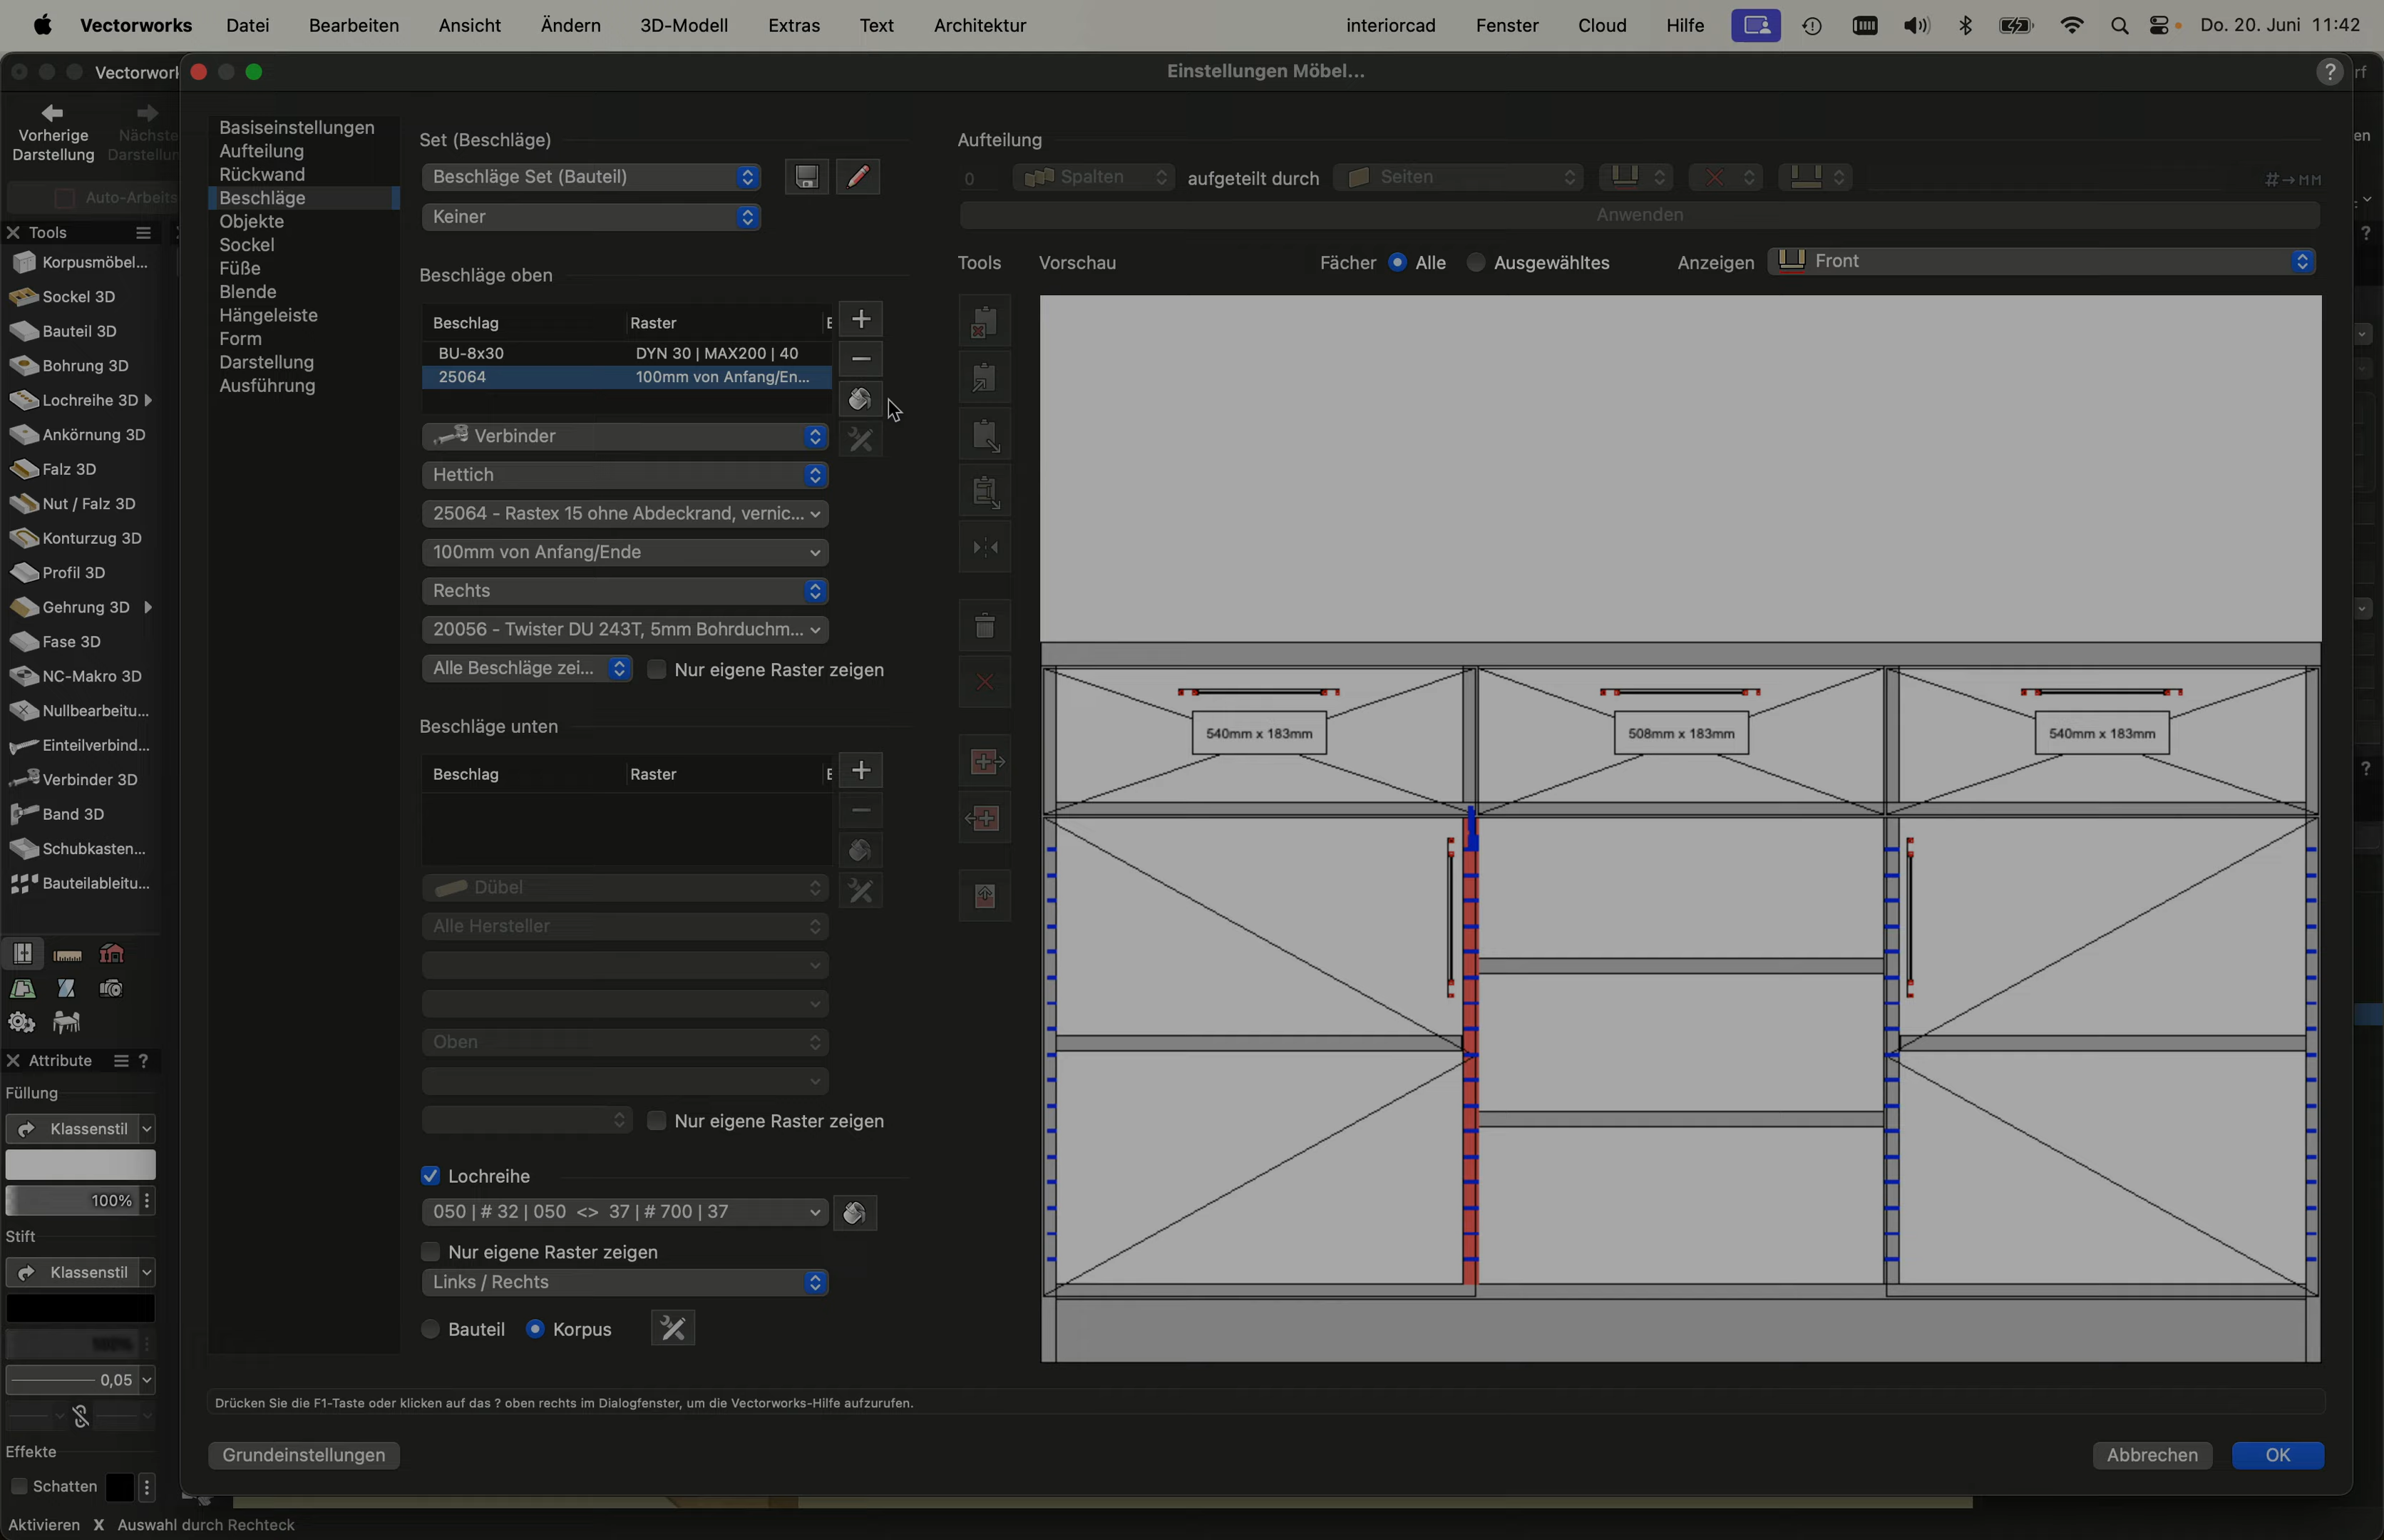 Vectorworks Datei Bearbeiten Ansicht Ändern 3D-Modell Extras Text Architektur interiorcad Fenster Cloud Hilfe Do. 20. Juni 11:42
Einstellungen Möbel...
?
Vorherige Darstellung
Nächste
Auto-Arbeits
Tools
Korpusmöbel...
Sockel 3D
Bauteil 3D
Bohrung 3D
Lochreihe 3D
Ankörnung 3D
Falz 3D
Nut / Falz 3D
Konturzug 3D
Profil 3D
Gehrung 3D
Fase 3D
NC-Makro 3D
Nullbearbeitu...
Einteilverbind...
Verbinder 3D
Band 3D
Schubkasten...
Bauteilableitu...
Attribute ?
Füllung
Klassenstil
100%
Stift
Klassenstil
0,05
Effekte
Schatten
Aktivieren X Auswahl durch Rechteck
Basiseinstellungen
Aufteilung
Rückwand
Beschläge
Objekte
Sockel
Füße
Blende
Hängeleiste
Form
Darstellung
Ausführung
Set (Beschläge)
Beschläge Set (Bauteil)
Keiner
Beschläge oben
Beschlag Raster
BU-8x30 DYN 30 | MAX200 | 40
25064 100mm von Anfang/En...
Verbinder
Hettich
25064 - Rastex 15 ohne Abdeckrand, vernic...
100mm von Anfang/Ende
Rechts
20056 - Twister DU 243T, 5mm Bohrduchm...
Alle Beschläge zei... Nur eigene Raster zeigen
Beschläge unten
Beschlag Raster
Dübel
Alle Hersteller
Oben
Nur eigene Raster zeigen
Lochreihe
050 | # 32 | 050 <> 37 | # 700 | 37
Nur eigene Raster zeigen
Links / Rechts
Bauteil Korpus
Aufteilung
0 Spalten aufgeteilt durch Seiten #→MM
Anwenden
Tools Vorschau Fächer Alle Ausgewähltes Anzeigen Front
540mm x 183mm 508mm x 183mm 540mm x 183mm
Drücken Sie die F1-Taste oder klicken auf das ? oben rechts im Dialogfenster, um die Vectorworks-Hilfe aufzurufen.
Grundeinstellungen Abbrechen OK